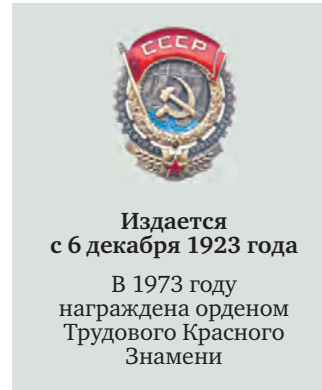 СССР
Издается
с 6 декабря 1923 года
В 1973 году
награждена орденом
Трудового Красного
Знамени